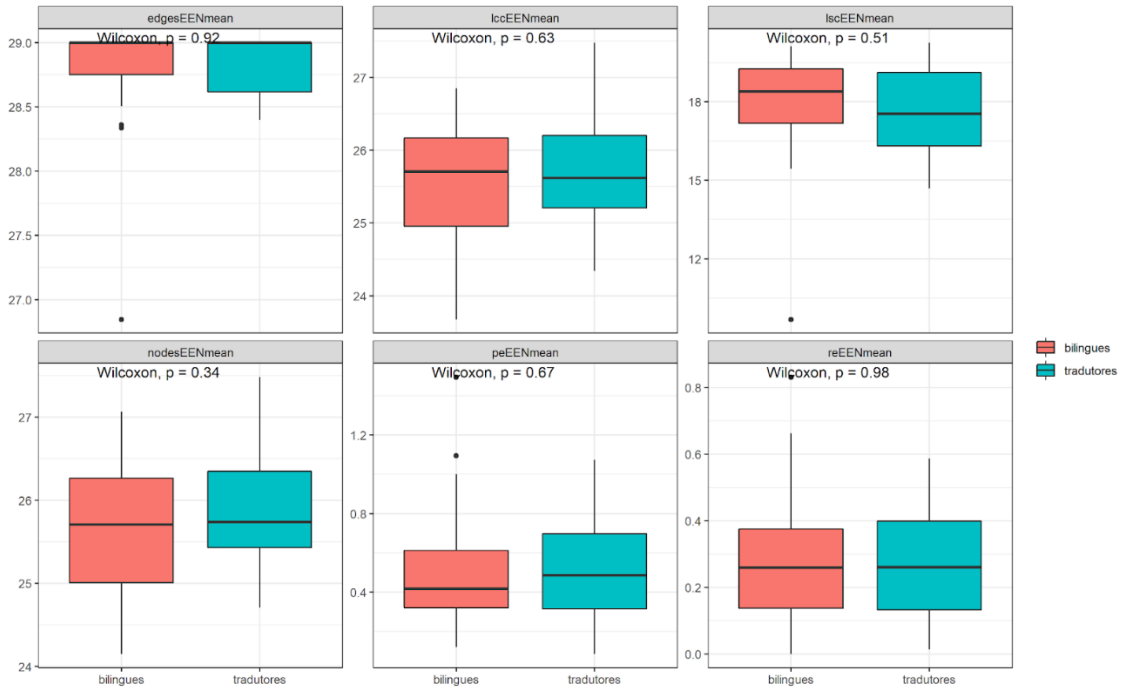 edgesEENmean
lccEENmean
lscEENmean
Wilcoxon, p = 0.92
Wilcoxon, p = 0.63
Wilcoxon, p = 0.51
29.0
28.5
28.0
27.5
27.0
27
26
25
24
18
15
12
nodesEENmean
peEENmean
reEENmean
Wilcoxon, p = 0.34
Wilcoxon, p = 0.67
Wilcoxon, p = 0.98
27
26
25
24
1.2
0.8
0.4
0.8
0.6
0.4
0.2
0.0
bilingues
tradutores
bilingues
tradutores
bilingues
tradutores
bilingues
tradutores